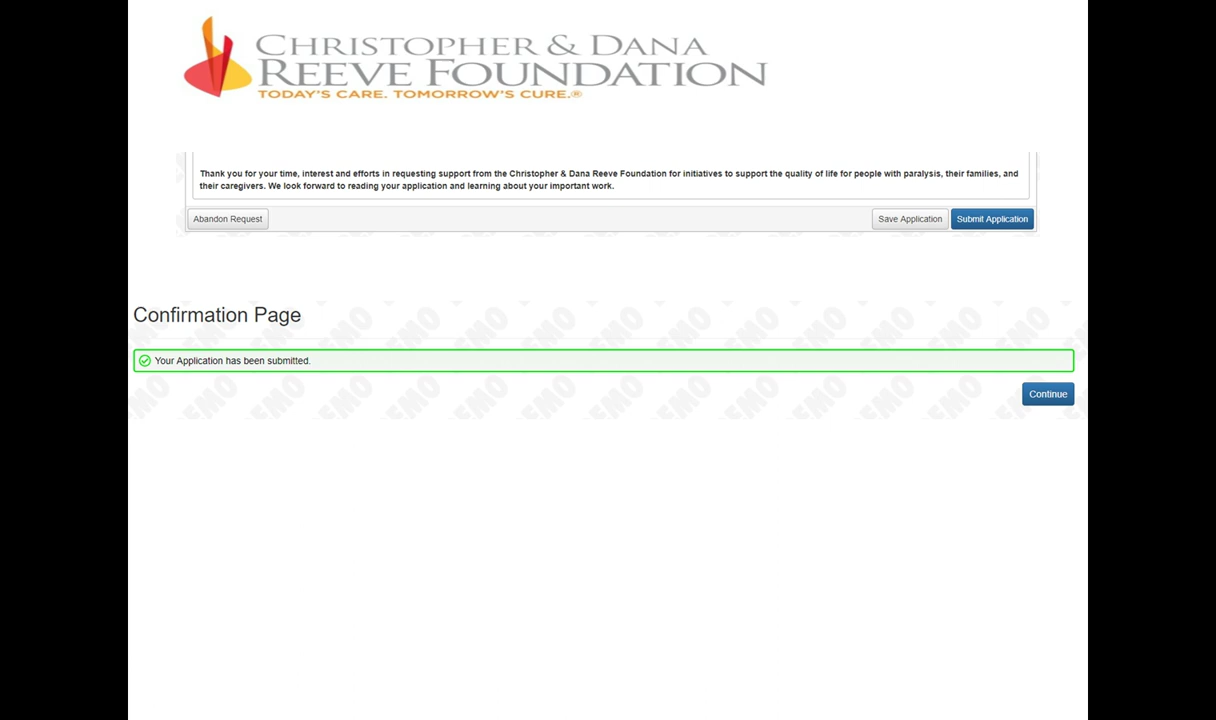 CHRISTOPHER & DANA
REEVE FOUNDATION
TODAY'S CARE. TOMORROW'S CURE.®
Thank you for your time, interest and efforts in requesting support from the Christopher & Dana Reeve Foundation for initiatives to support the quality of life for people with paralysis, their families, and
their caregivers. We look forward to reading your application and learning about your important work.
Abandon Request Save Application Submit Application
Confirmation Page
Your Application has been submitted.
Continue